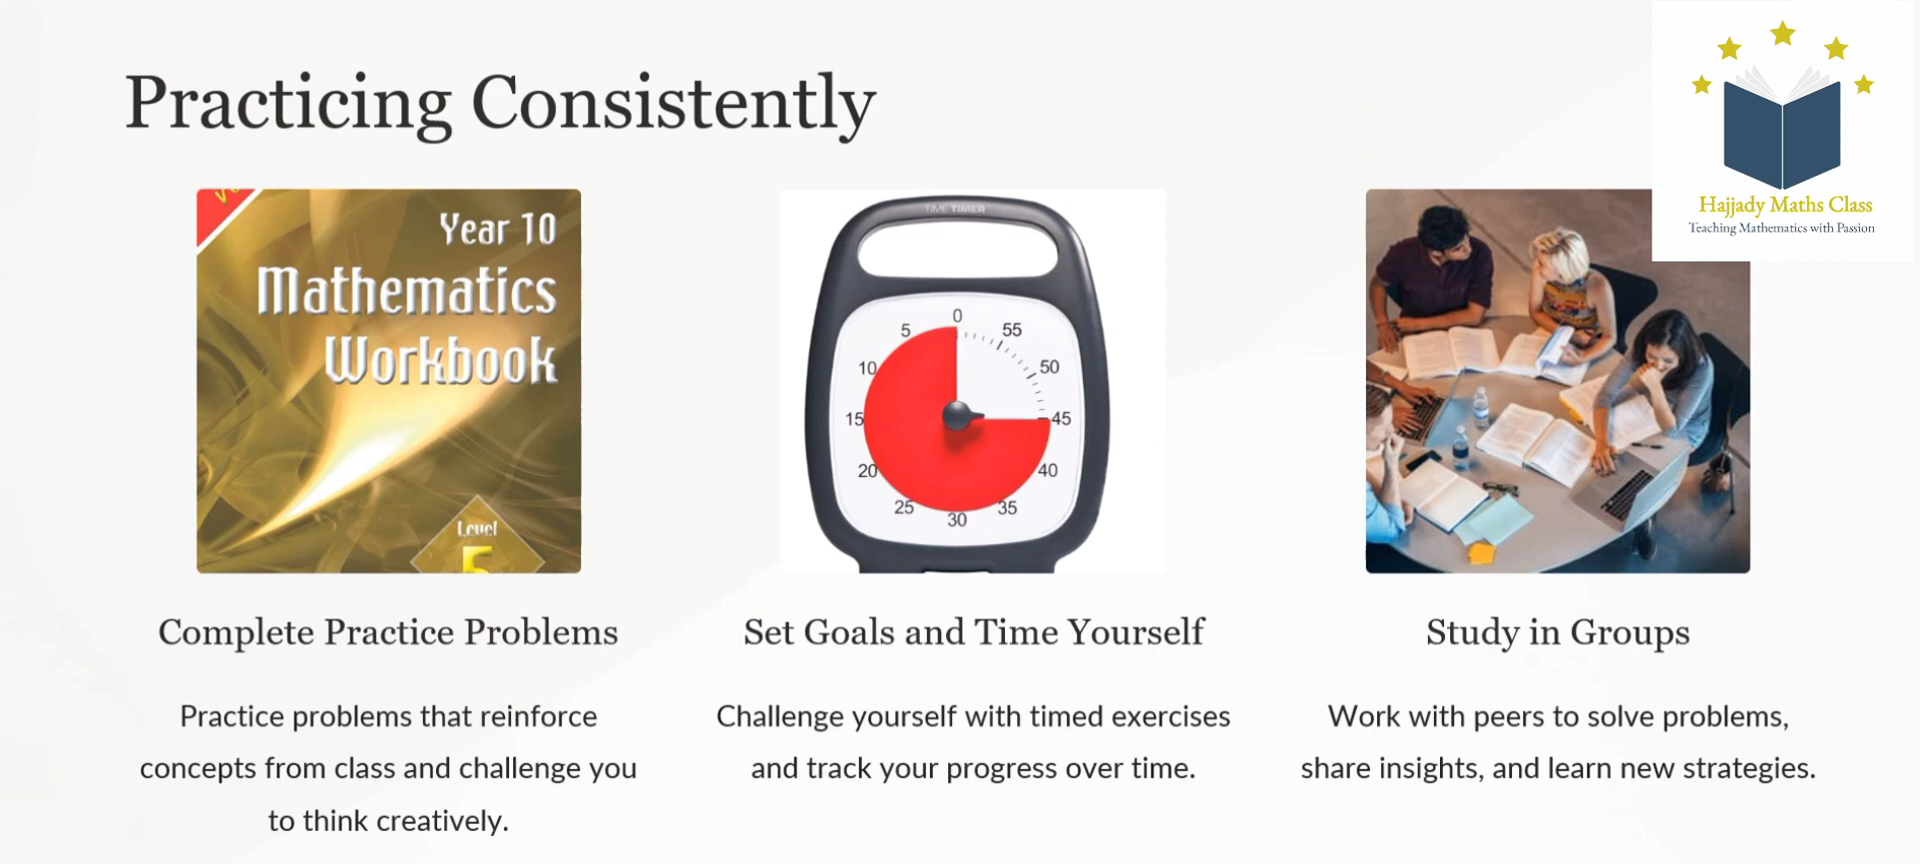 Practicing Consistently
Hajjady Maths Class
Teaching Mathematics with Passion
Year 10
Mathematics
Workbook
Level
5
TIME TIMER
0
55
50
45
40
35
30
25
20
15
10
5
Complete Practice Problems
Practice problems that reinforce
concepts from class and challenge you
to think creatively.
Set Goals and Time Yourself
Challenge yourself with timed exercises
and track your progress over time.
Study in Groups
Work with peers to solve problems,
share insights, and learn new strategies.